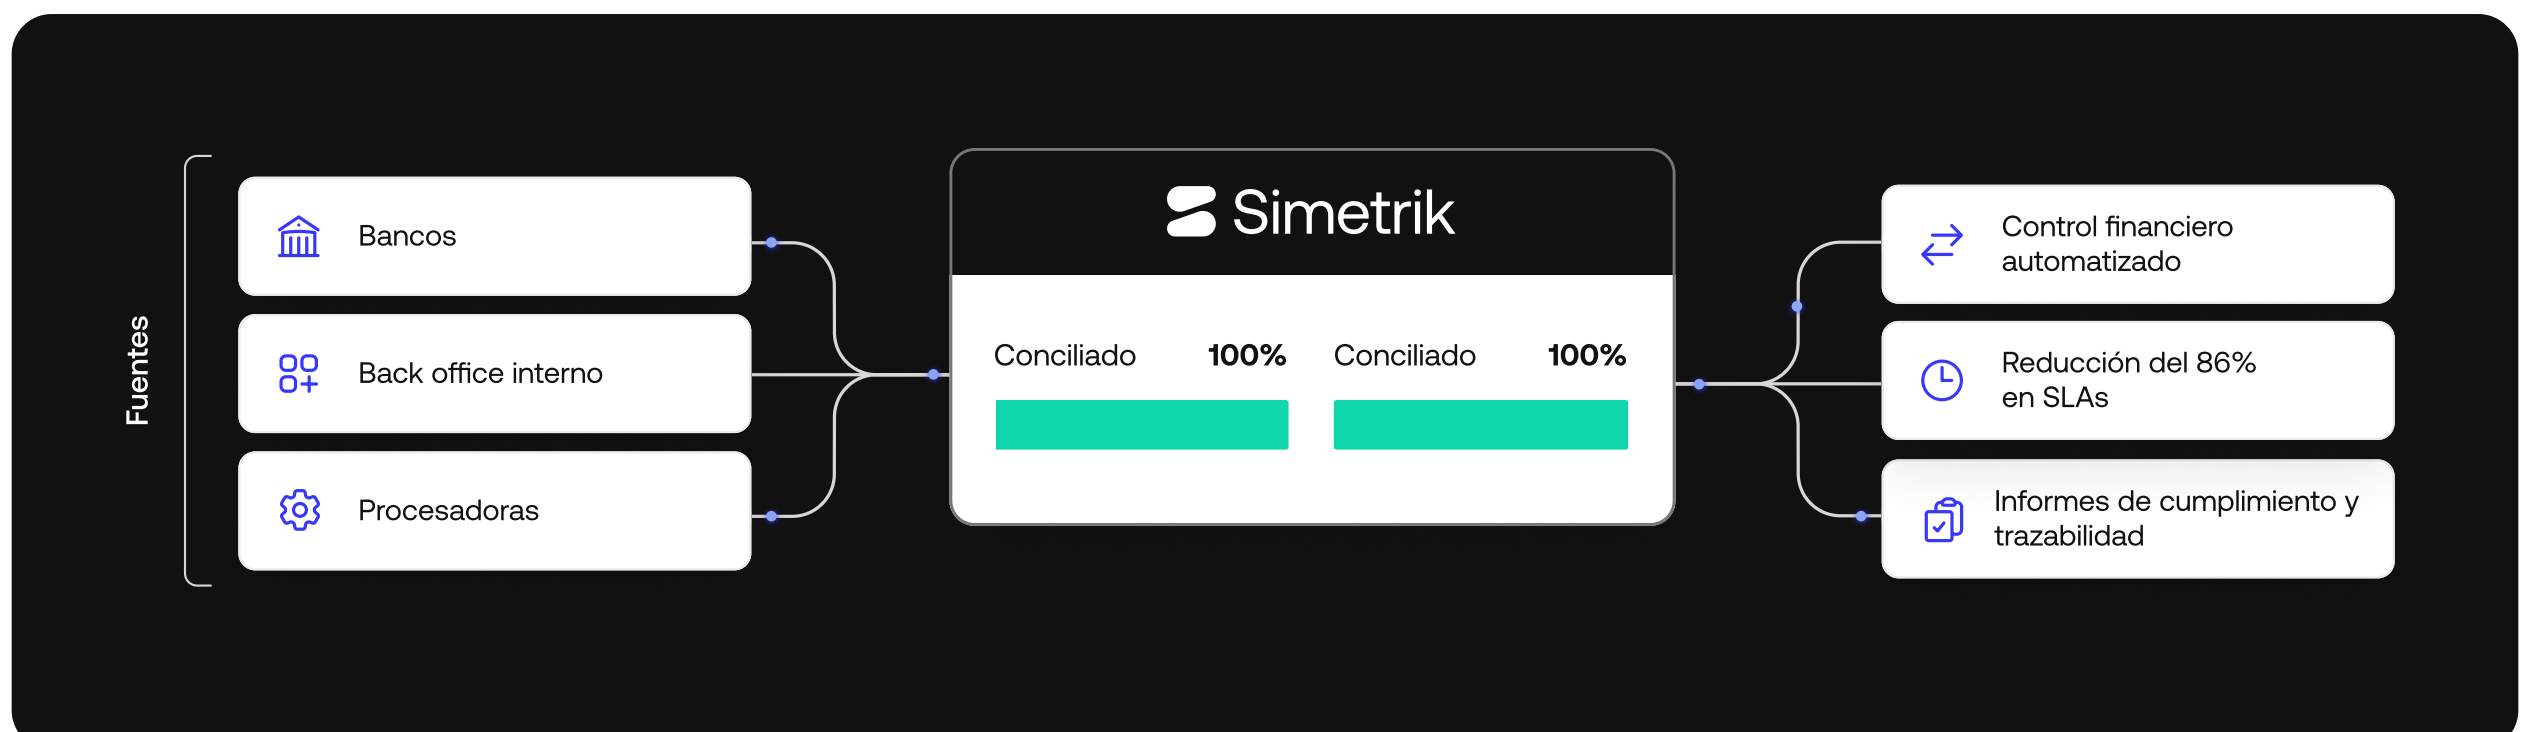 Fuentes
Bancos
Back office interno
Procesadoras
Simetrik
Conciliado 100%
Conciliado 100%
Control financiero
automatizado
Reducción del 86%
en SLAs
Informes de cumplimiento y
trazabilidad